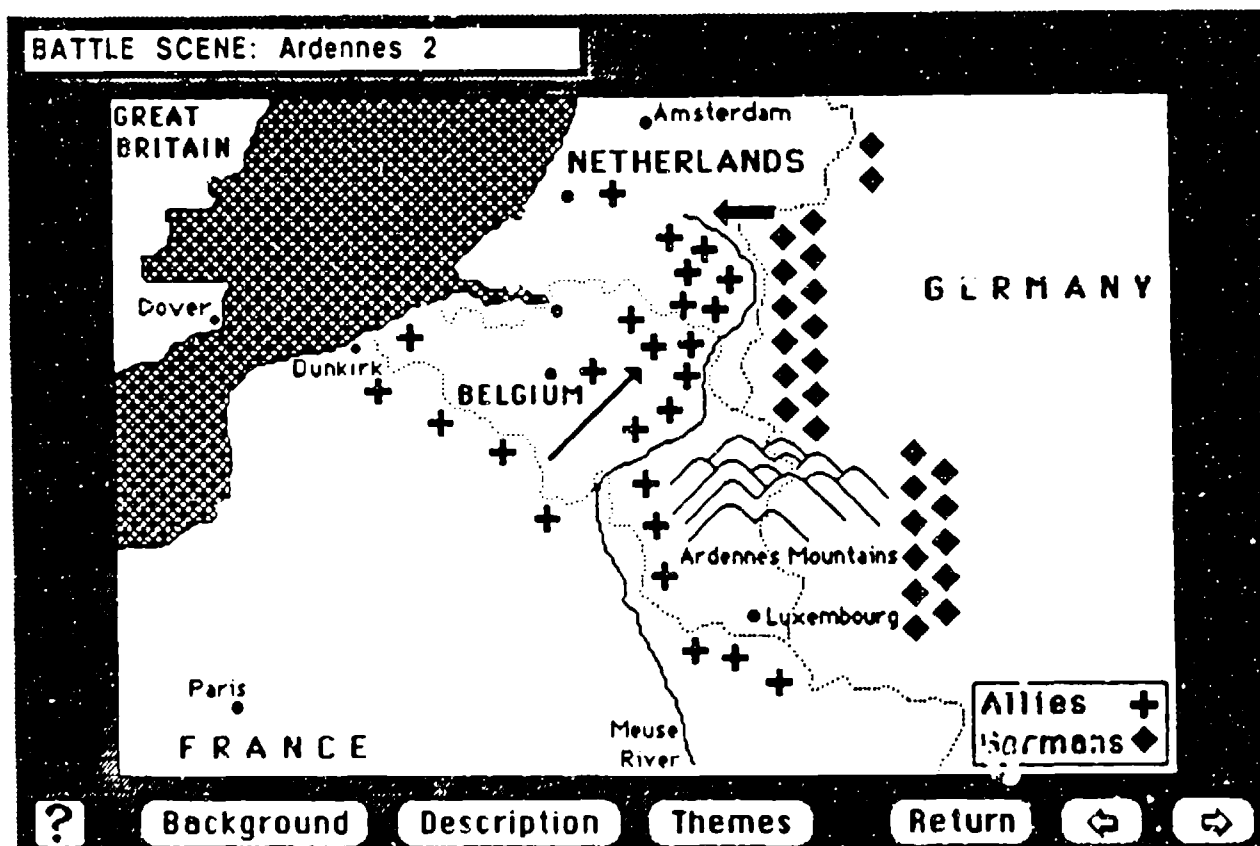 BATTLE SCENE: Ardennes 2
GREAT
BRITAIN
Amsterdam
NETHERLANDS
GERMANY
Dover
Dunkirk
BELGIUM
Ardennes Mountains
Luxembourg
Paris
FRANCE
Meuse
River
Allies
Germans
? Background Description Themes Return